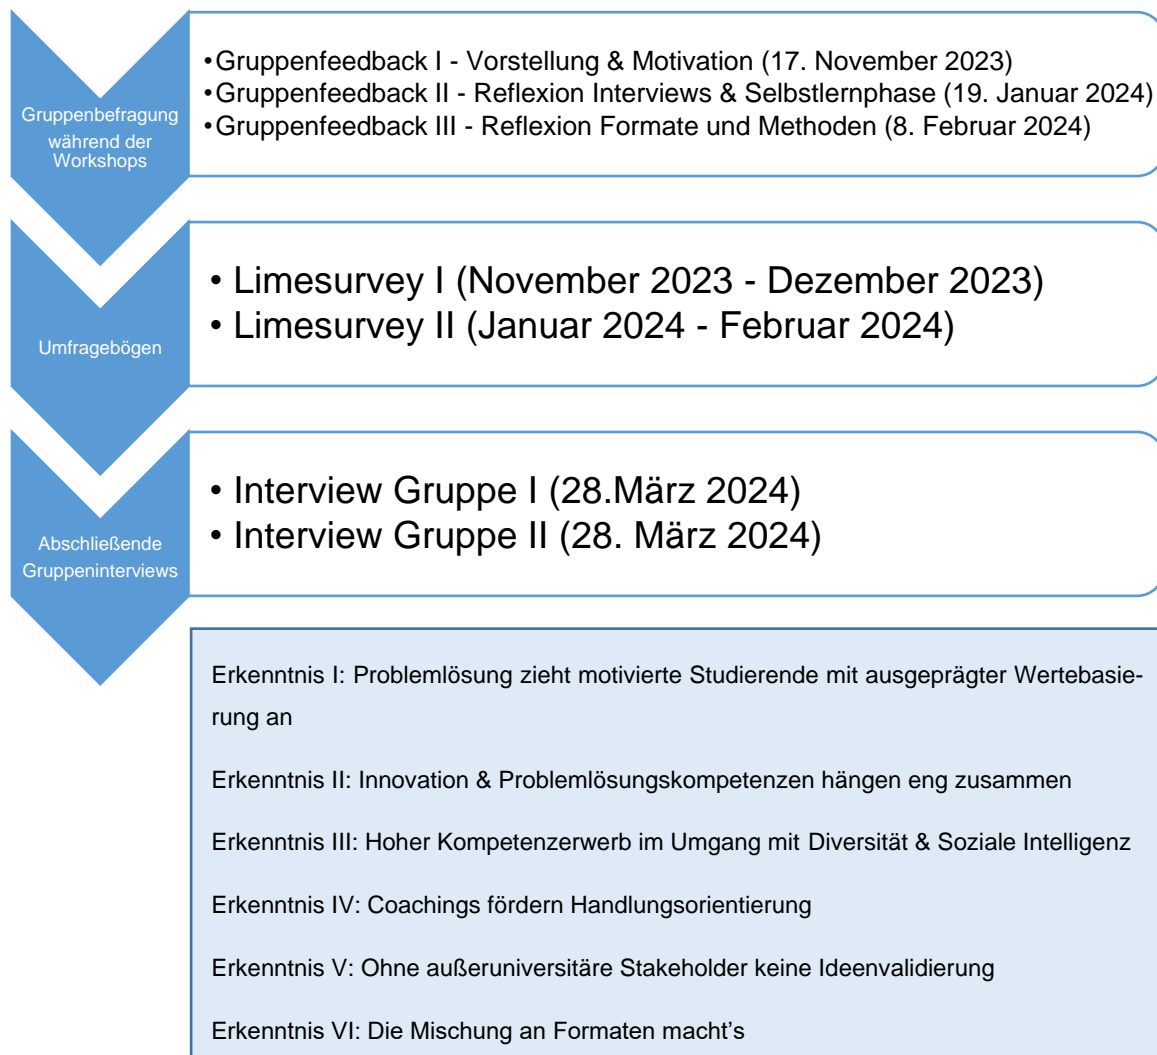 Gruppenbefragung
während der
Workshops
•Gruppenfeedback I - Vorstellung & Motivation (17. November 2023)
•Gruppenfeedback II - Reflexion Interviews & Selbstlernphase (19. Januar 2024)
•Gruppenfeedback III - Reflexion Formate und Methoden (8. Februar 2024)
Umfragebögen
• Limesurvey I (November 2023 - Dezember 2023)
• Limesurvey II (Januar 2024 - Februar 2024)
Abschließende
Gruppeninterviews
• Interview Gruppe I (28.März 2024)
• Interview Gruppe II (28. März 2024)
Erkenntnis I: Problemlösung zieht motivierte Studierende mit ausgeprägter Wertebasie-
rung an
Erkenntnis II: Innovation & Problemlösungskompetenzen hängen eng zusammen
Erkenntnis III: Hoher Kompetenzerwerb im Umgang mit Diversität & Soziale Intelligenz
Erkenntnis IV: Coachings fördern Handlungsorientierung
Erkenntnis V: Ohne außeruniversitäre Stakeholder keine Ideenvalidierung
Erkenntnis VI: Die Mischung an Formaten macht's